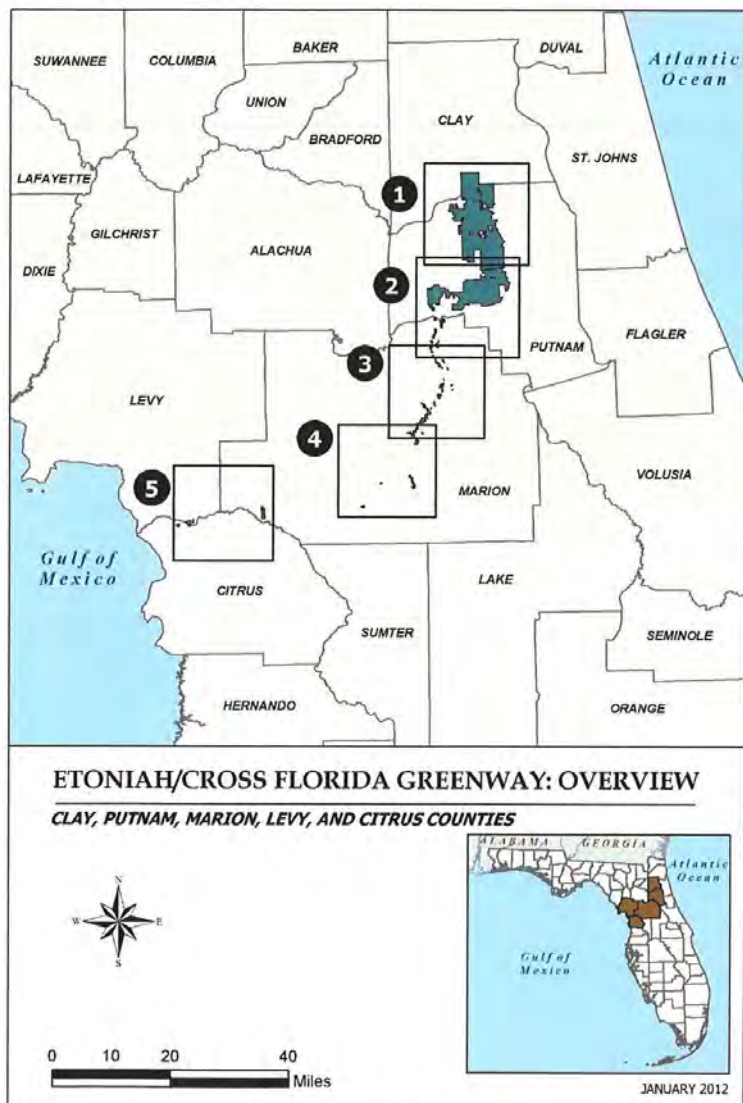 BAKER
DUVAL
SUWANNEE
COLUMBIA
Atlantic
Ocean
UNION
CLAY
BRADFORD
ST. JOHNS
LAFAYETTE
1
GILCHRIST
ALACHUA
DIXIE
2
FLAGLER
PUTNAM
3
LEVY
4
VOLUSIA
5
MARION
Gulf of
Mexico
CITRUS
LAKE
SUMTER
SEMINOLE
HERNANDO
ORANGE
ETONIAH/CROSS FLORIDA GREENWAY: OVERVIEW
CLAY, PUTNAM, MARION, LEVY, AND CITRUS COUNTIES
ALABAMA
GEORGIA
Atlantic
Ocean
N
W
E
S
Gulf of
Mexico
0
20
40
Miles
JANUARY 2012